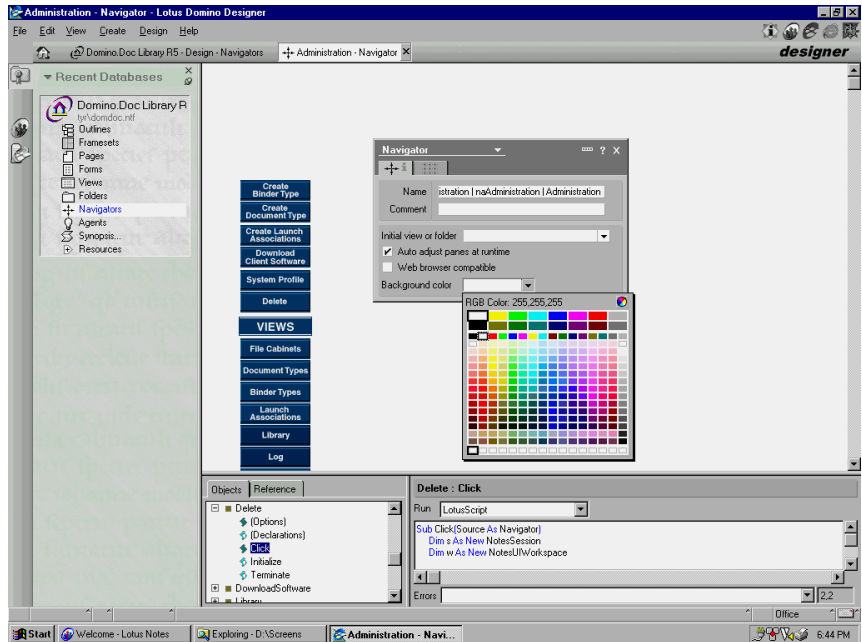 Administration - Navigator - Lotus Domino Designer
File Edit View Create Design Help
Domino.Doc Library R5 - Design - Navigators
Administration - Navigator
designer
Recent Databases
Domino.Doc Library R
tyr\domdoc.ntf
Outlines
Framesets
Pages
Forms
Views
Folders
Navigators
Agents
Synopsis...
Resources
Create
Binder Type
Create
Document Type
Create Launch
Associations
Download
Client Software
System Profile
Delete
VIEWS
File Cabinets
Document Types
Binder Types
Launch
Associations
Library
Log
Navigator
? X
i
Name istration | naAdministration | Administration
Comment
Initial view or folder
Auto adjust panes at runtime
Web browser compatible
Background color
RGB Color: 255,255,255
Objects Reference
Delete
(Options)
(Declarations)
Click
Initialize
Terminate
DownloadSoftware
Library
Delete : Click
Run LotusScript
Sub Click(Source As Navigator)
Dim s As New NotesSession
Dim w As New NotesUIWorkspace
Errors
2,2
Office
Start
Welcome - Lotus Notes
Exploring - D:\Screens
Administration - Navi...
6:44 PM